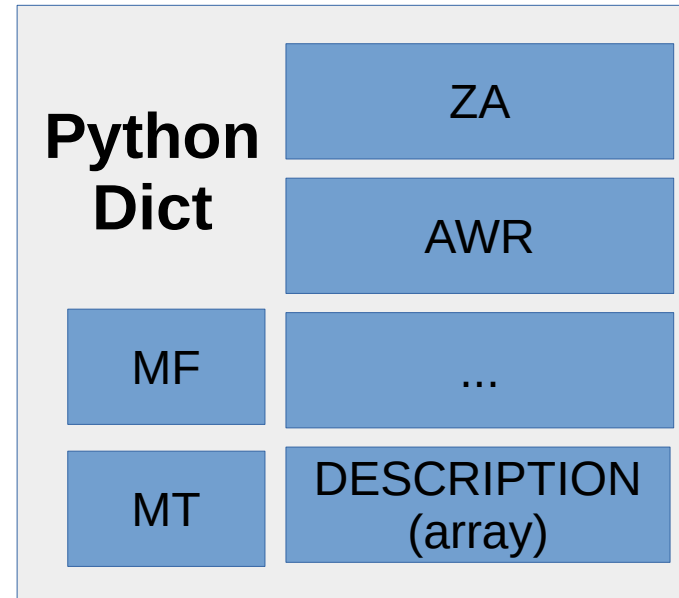 Python
Dict
ZA
AWR
MF
...
MT
DESCRIPTION
(array)